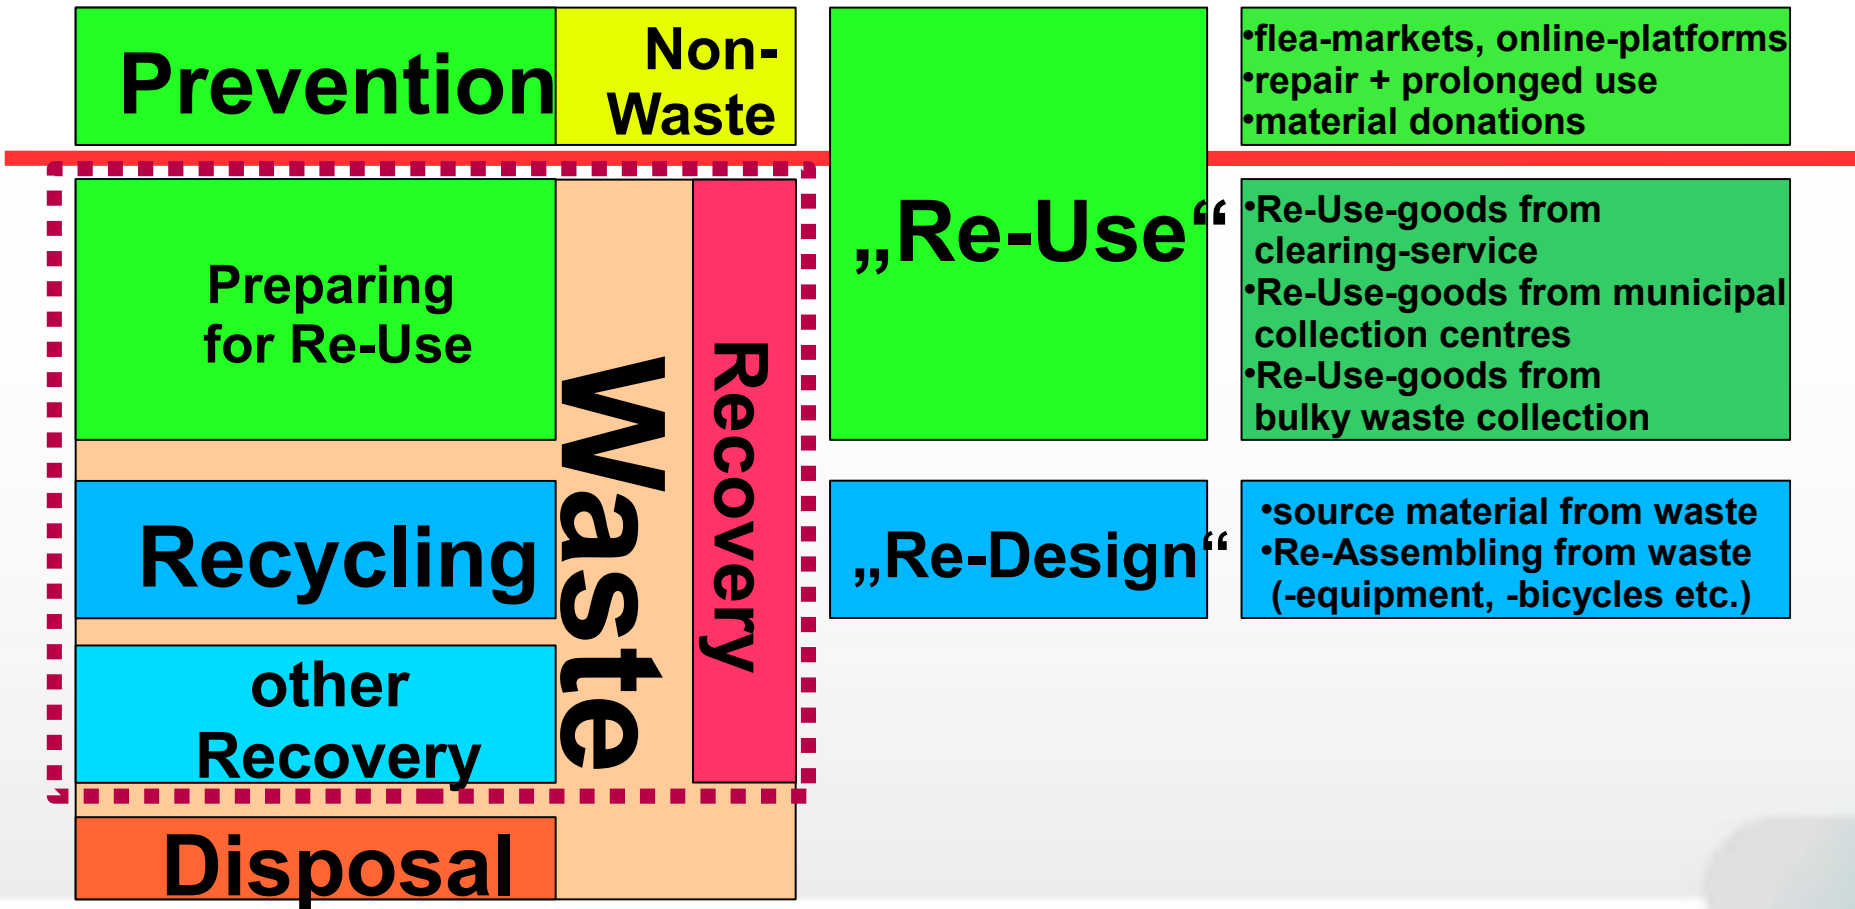 Prevention
Non-
Waste
„Re-Use“
•flea-markets, online-platforms
•repair + prolonged use
•material donations
Preparing
for Re-Use
Waste
Recovery
•Re-Use-goods from
clearing-service
•Re-Use-goods from municipal
collection centres
•Re-Use-goods from
bulky waste collection
Recycling
„Re-Design“
•source material from waste
•Re-Assembling from waste
(-equipment, -bicycles etc.)
other
Recovery
Disposal